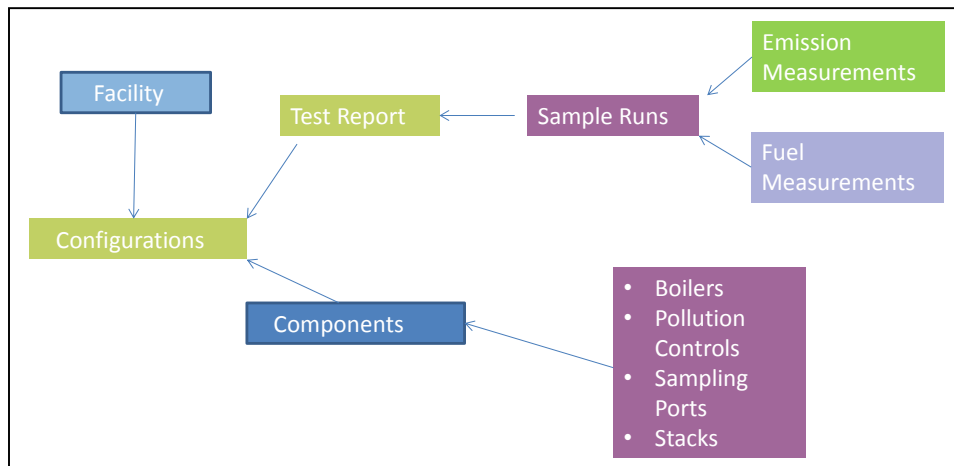 Emission
Measurements
Facility
Test Report
Sample Runs
Fuel
Measurements
Configurations
Components
• Boilers
• Pollution
Controls
• Sampling
Ports
• Stacks